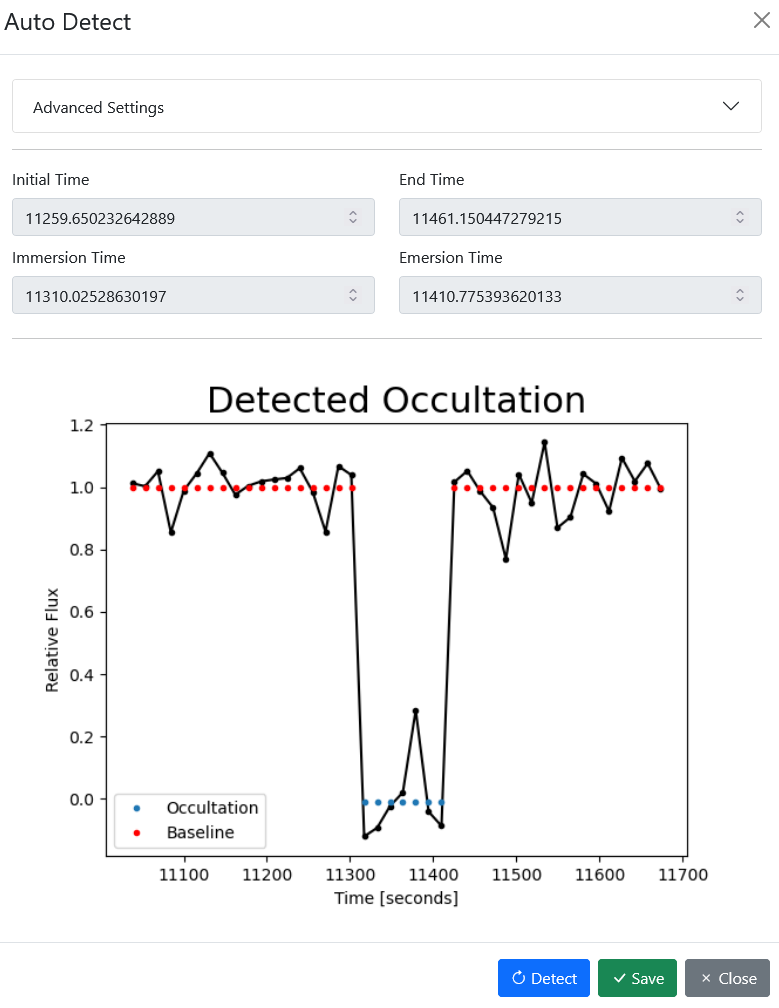 Auto Detect
Advanced Settings
Initial Time
End Time
11259.650232642889
11461.150447279215
Immersion Time
Emersion Time
11310.02528630197
11410.775393620133
Detected Occultation
1.2
1.0
0.8
0.6
0.4
0.2
0.0
Relative Flux
Occultation
Baseline
11100 11200 11300 11400 11500 11600 11700
Time [seconds]
Detect
Save
Close